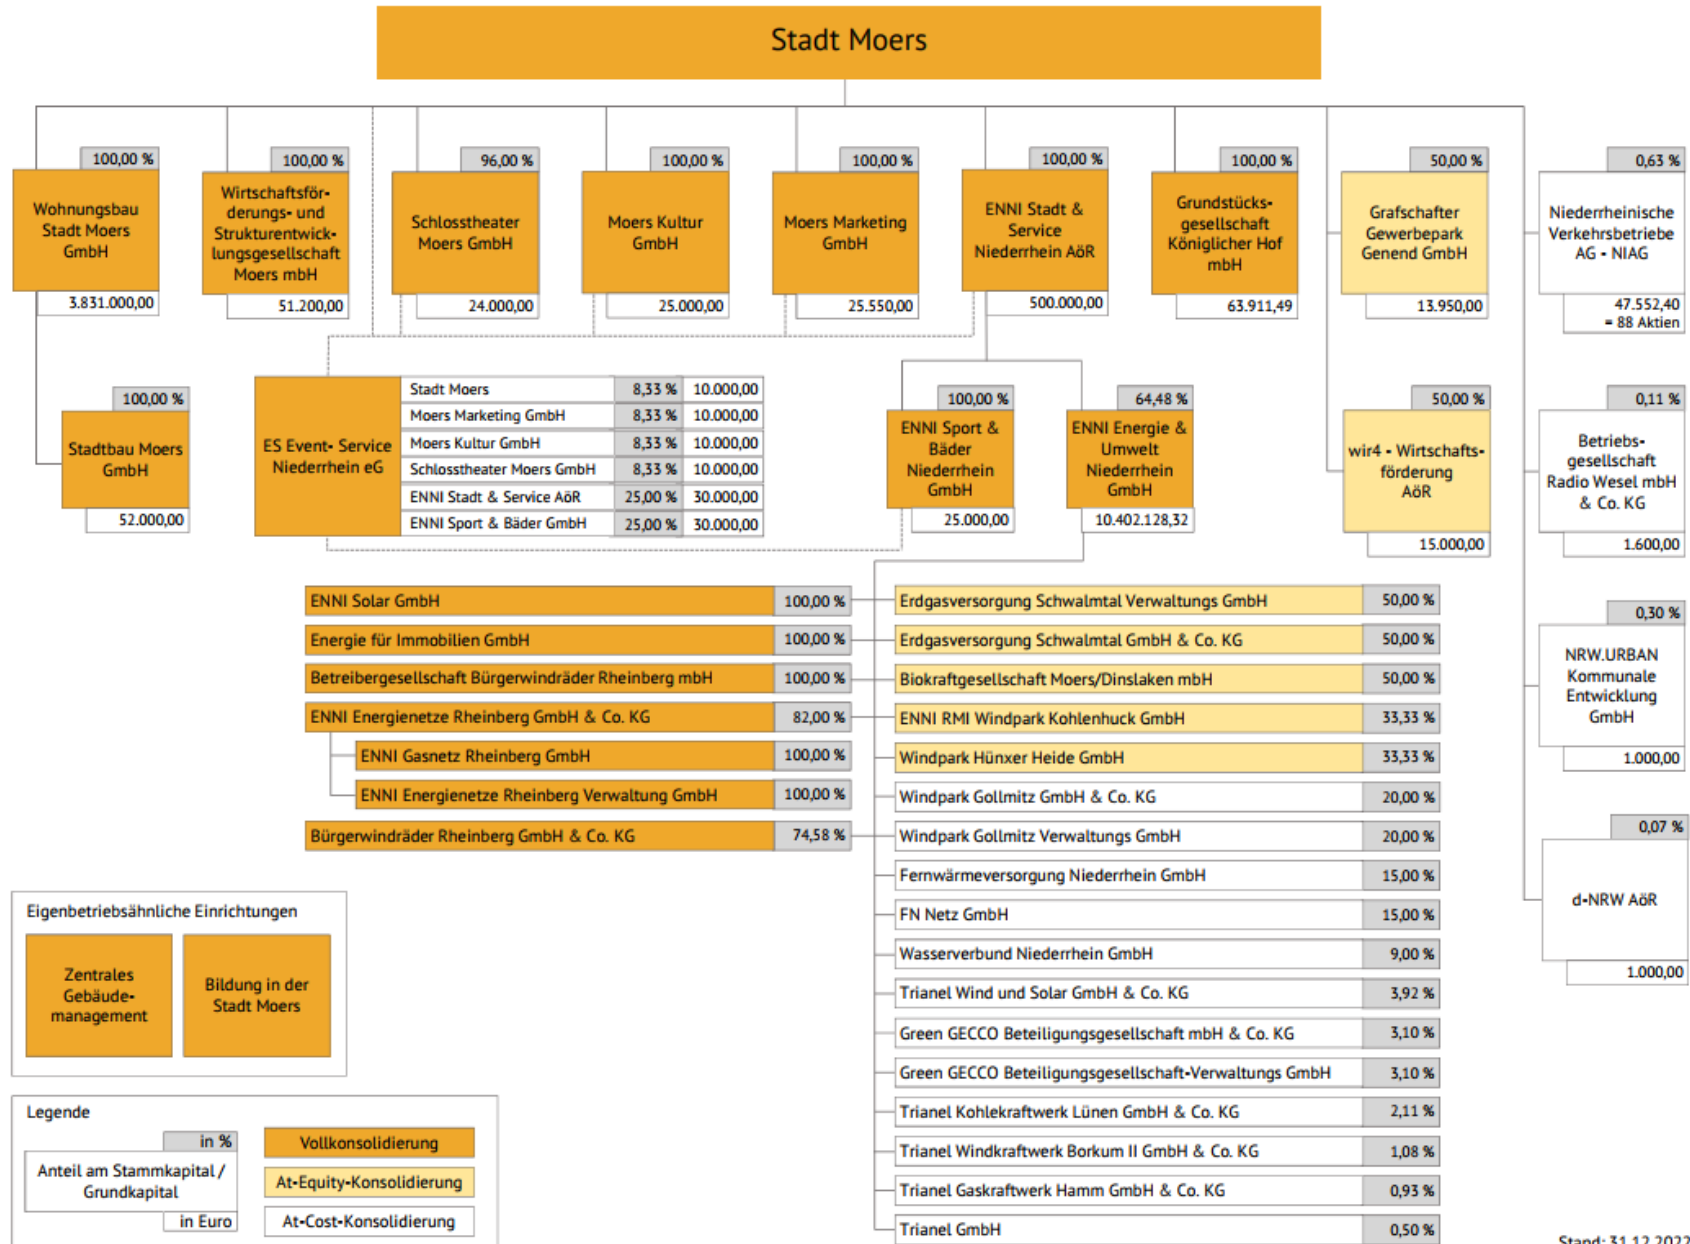 Stadt Moers
100,00 %
Wohnungsbau
Stadt Moers
GmbH
3.831.000,00
100,00 %
Wirtschaftsför-
derungs- und
Strukturentwick-
lungsgesellschaft
Moers mbH
51.200,00
96,00 %
Schlosstheater
Moers GmbH
24.000,00
100,00 %
Moers Kultur
GmbH
25.000,00
100,00 %
Moers Marketing
GmbH
25.550,00
100,00 %
ENNI Stadt &
Service
Niederrhein AöR
500.000,00
100,00 %
Grundstücks-
gesellschaft
Königlicher Hof
mbH
63.911,49
50,00 %
Grafschafter
Gewerbepark
Genend GmbH
13.950,00
0,63 %
Niederrheinische
Verkehrsbetriebe
AG - NIAG
47.552,40
= 88 Aktien
100,00 %
Stadtbau Moers
GmbH
52.000,00
ES Event- Service
Niederrhein eG
Stadt Moers 8,33 % 10.000,00
Moers Marketing GmbH 8,33 % 10.000,00
Moers Kultur GmbH 8,33 % 10.000,00
Schlosstheater Moers GmbH 8,33 % 10.000,00
ENNI Stadt & Service AöR 25,00 % 30.000,00
ENNI Sport & Bäder GmbH 25,00 % 30.000,00
100,00 %
ENNI Sport &
Bäder
Niederrhein
GmbH
25.000,00
64,48 %
ENNI Energie &
Umwelt
Niederrhein
GmbH
10.402.128,32
50,00 %
wir4 - Wirtschafts-
förderung
AöR
15.000,00
0,11 %
Betriebs-
gesellschaft
Radio Wesel mbH
& Co. KG
1.600,00
0,30 %
NRW.URBAN
Kommunale
Entwicklung
GmbH
1.000,00
0,07 %
d-NRW AöR
1.000,00
ENNI Solar GmbH 100,00 %
Energie für Immobilien GmbH 100,00 %
Betreibergesellschaft Bürgerwindräder Rheinberg mbH 100,00 %
ENNI Energienetze Rheinberg GmbH & Co. KG 82,00 %
ENNI Gasnetz Rheinberg GmbH 100,00 %
ENNI Energienetze Rheinberg Verwaltung GmbH 100,00 %
Bürgerwindräder Rheinberg GmbH & Co. KG 74,58 %
Erdgasversorgung Schwalmtal Verwaltungs GmbH 50,00 %
Erdgasversorgung Schwalmtal GmbH & Co. KG 50,00 %
Biokraftgesellschaft Moers/Dinslaken mbH 50,00 %
ENNI RMI Windpark Kohlenhuck GmbH 33,33 %
Windpark Hünxer Heide GmbH 33,33 %
Windpark Gollmitz GmbH & Co. KG 20,00 %
Windpark Gollmitz Verwaltungs GmbH 20,00 %
Fernwärmeversorgung Niederrhein GmbH 15,00 %
FN Netz GmbH 15,00 %
Wasserverbund Niederrhein GmbH 9,00 %
Trianel Wind und Solar GmbH & Co. KG 3,92 %
Green GECCO Beteiligungsgesellschaft mbH & Co. KG 3,10 %
Green GECCO Beteiligungsgesellschaft-Verwaltungs GmbH 3,10 %
Trianel Kohlekraftwerk Lünen GmbH & Co. KG 2,11 %
Trianel Windkraftwerk Borkum II GmbH & Co. KG 1,08 %
Trianel Gaskraftwerk Hamm GmbH & Co. KG 0,93 %
Trianel GmbH 0,50 %
Eigenbetriebsähnliche Einrichtungen
Zentrales
Gebäude-
management
Bildung in der
Stadt Moers
Legende
in %
Anteil am Stammkapital /
Grundkapital
in Euro
Vollkonsolidierung
At-Equity-Konsolidierung
At-Cost-Konsolidierung
Stand: 31.12.2022